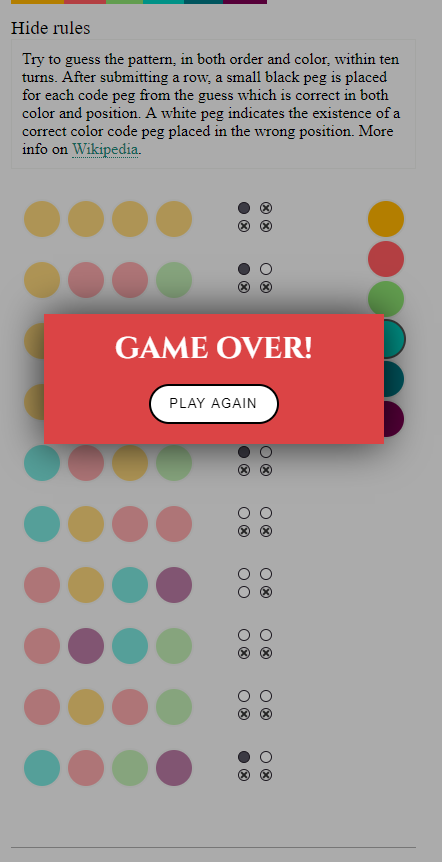 Hide rules
Try to guess the pattern, in both order and color, within ten
turns. After submitting a row, a small black peg is placed
for each code peg from the guess which is correct in both
color and position. A white peg indicates the existence of a
correct color code peg placed in the wrong position. More
info on Wikipedia.
GAME OVER!
PLAY AGAIN